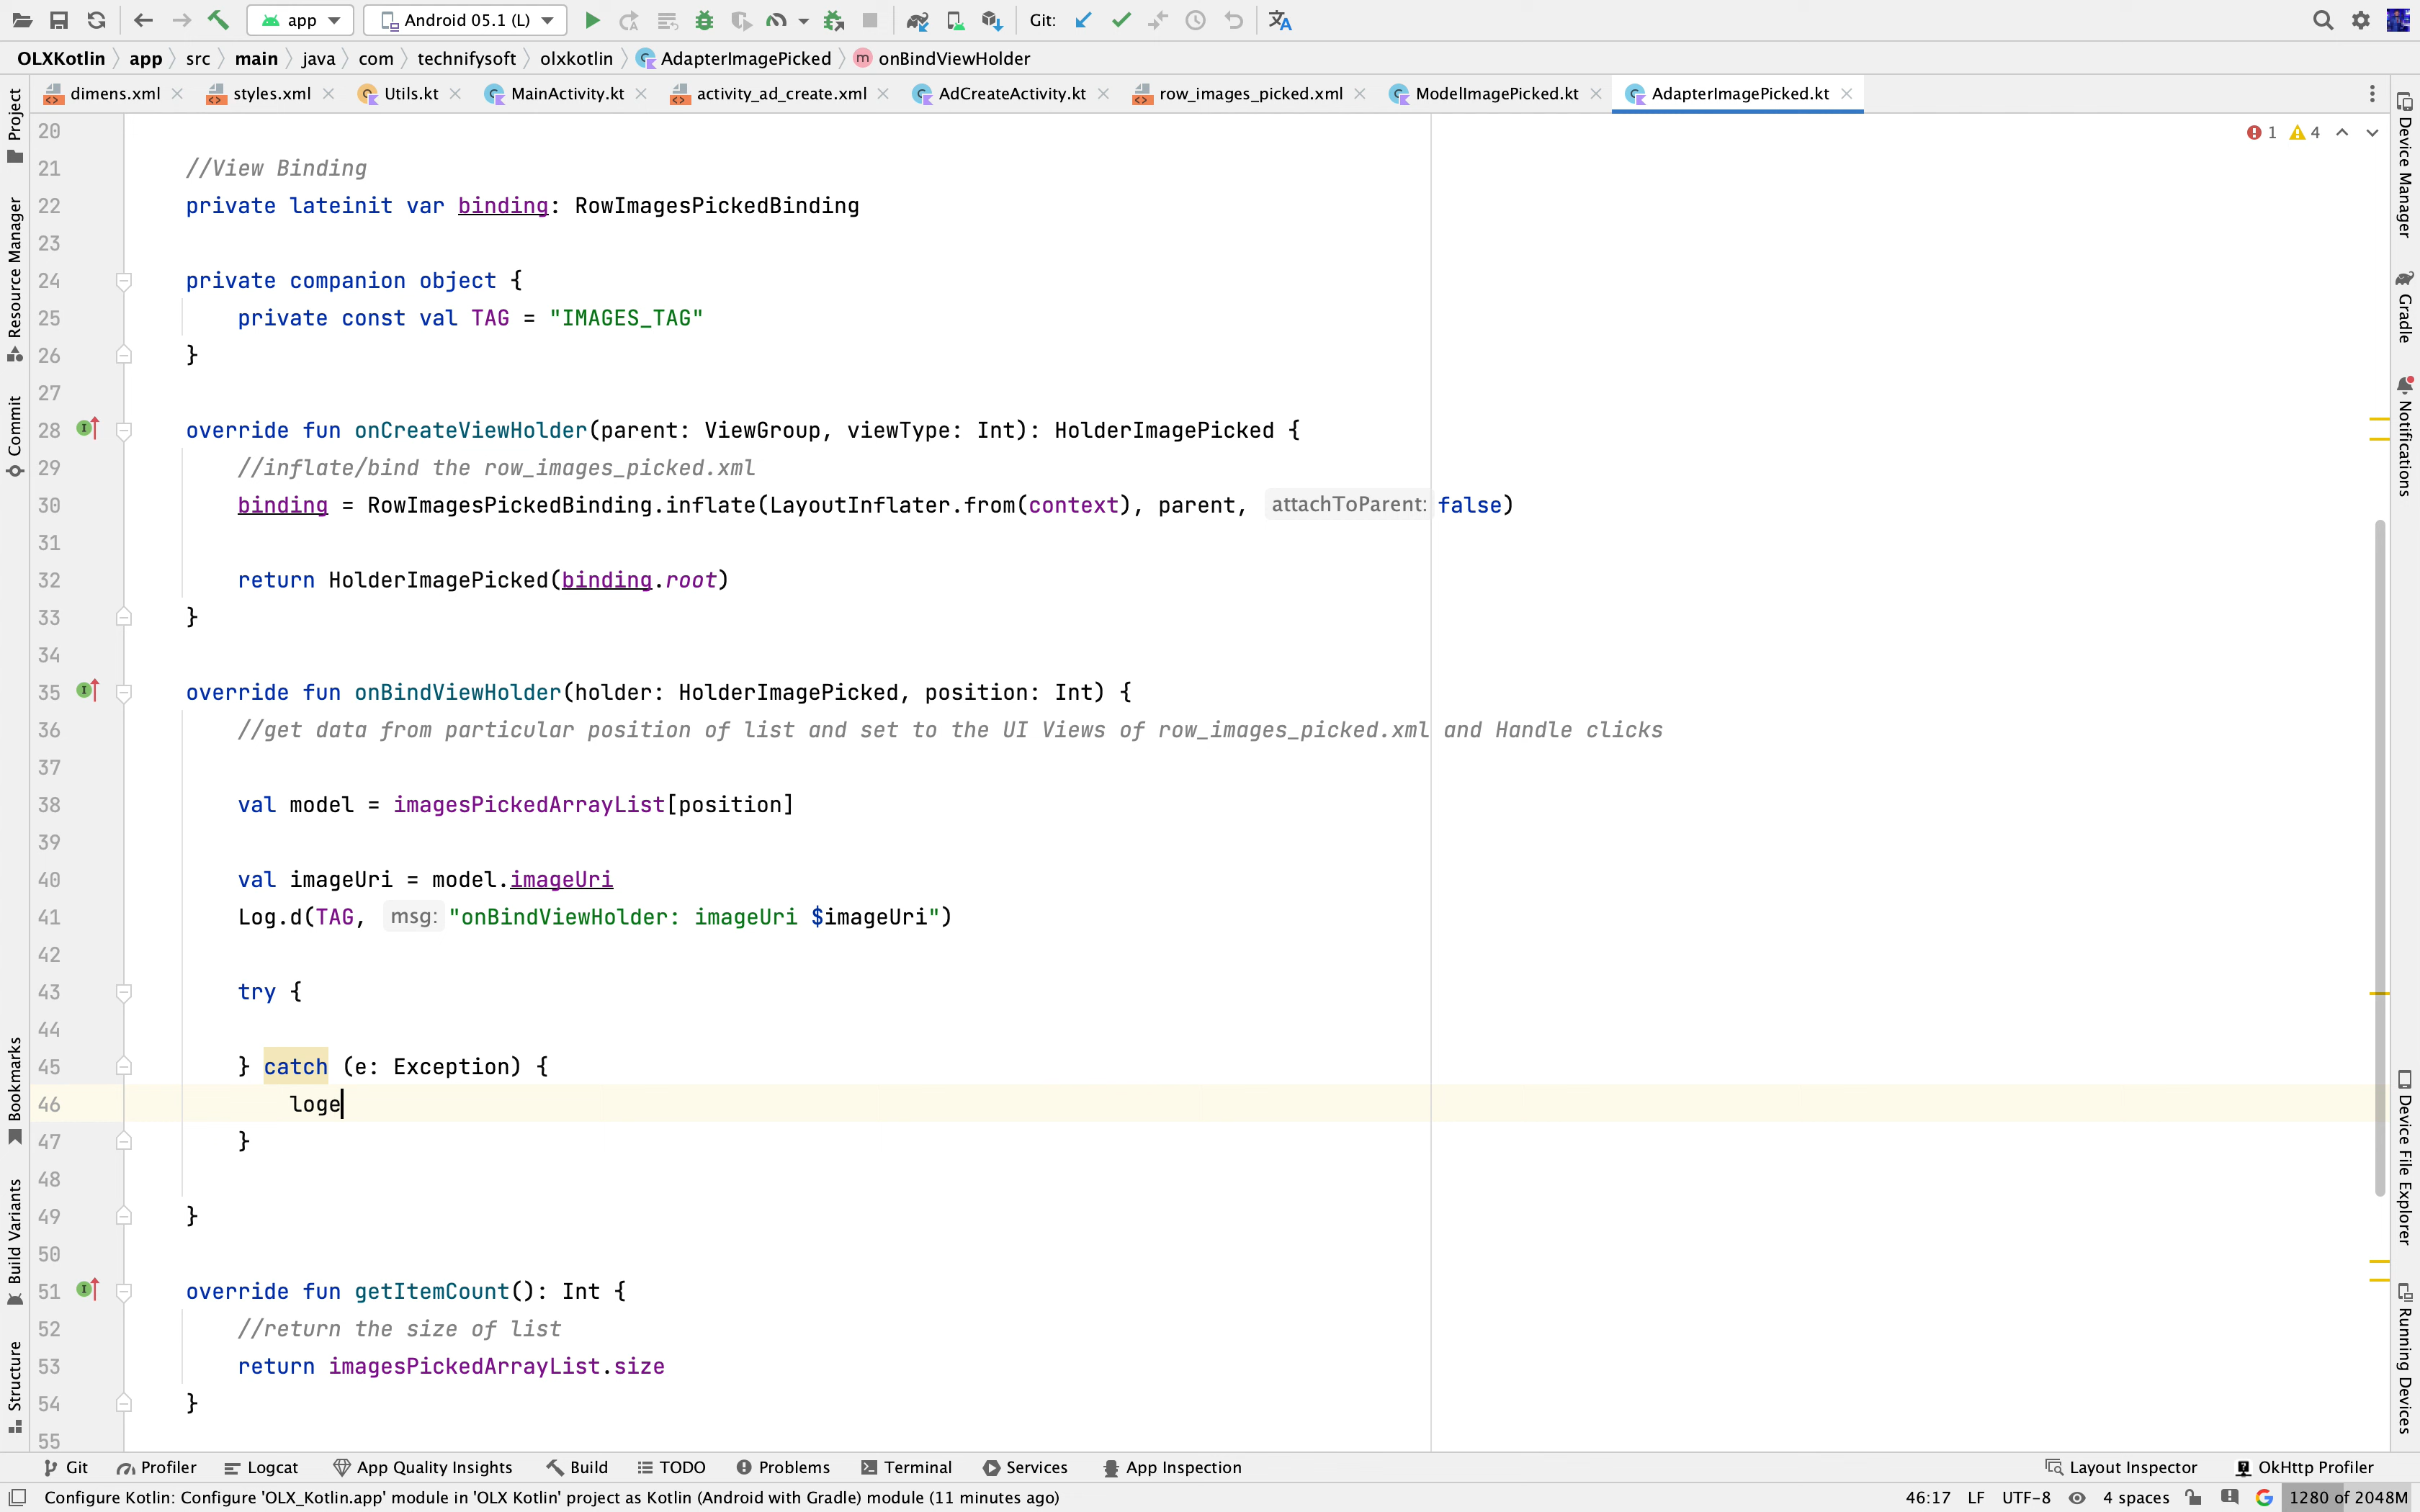 app
Android 05.1 (L)
Git:
OLXKotlin
app
src
main
java
com
technifysoft
olxkotlin
AdapterImagePicked
onBindViewHolder
dimens.xml
styles.xml
Utils.kt
MainActivity.kt
activity_ad_create.xml
AdCreateActivity.kt
row_images_picked.xml
ModelImagePicked.kt
AdapterImagePicked.kt
Project
Resource Manager
Commit
Bookmarks
Build Variants
Structure
1 4
20
21 //View Binding
22 private lateinit var binding: RowImagesPickedBinding
23
24 private companion object {
25 private const val TAG = "IMAGES_TAG"
26 }
27
28 override fun onCreateViewHolder(parent: ViewGroup, viewType: Int): HolderImagePicked {
29 //inflate/bind the row_images_picked.xml
30 binding = RowImagesPickedBinding.inflate(LayoutInflater.from(context), parent, attachToParent: false)
31
32 return HolderImagePicked(binding.root)
33 }
34
35 override fun onBindViewHolder(holder: HolderImagePicked, position: Int) {
36 //get data from particular position of list and set to the UI Views of row_images_picked.xml and Handle clicks
37
38 val model = imagesPickedArrayList[position]
39
40 val imageUri = model.imageUri
41 Log.d(TAG, msg: "onBindViewHolder: imageUri $imageUri")
42
43 try {
44
45 } catch (e: Exception) {
46 loge
47 }
48
49 }
50
51 override fun getItemCount(): Int {
52 //return the size of list
53 return imagesPickedArrayList.size
54 }
55
Device Manager
Gradle
Notifications
Device File Explorer
Running Devices
Git
Profiler
Logcat
App Quality Insights
Build
TODO
Problems
Terminal
Services
App Inspection
Layout Inspector
OkHttp Profiler
Configure Kotlin: Configure 'OLX_Kotlin.app' module in 'OLX Kotlin' project as Kotlin (Android with Gradle) module (11 minutes ago)
46:17
LF
UTF-8
4 spaces
1280 of 2048M